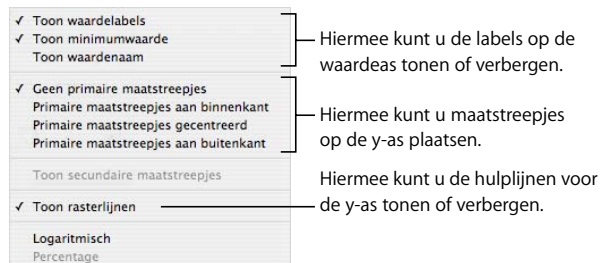 ✓ Toon waardelabels
✓ Toon minimumwaarde
Toon waardenaam
Hiermee kunt u de labels op de
waardeas tonen of verbergen.
✓ Geen primaire maatstreepjes
Primaire maatstreepjes aan binnenkant
Primaire maatstreepjes gecentreerd
Primaire maatstreepjes aan buitenkant
Hiermee kunt u maatstreepjes
op de y-as plaatsen.
Toon secundaire maatstreepjes
✓ Toon rasterlijnen
Hiermee kunt u de hulplijnen voor
de y-as tonen of verbergen.
Logaritmisch
Percentage